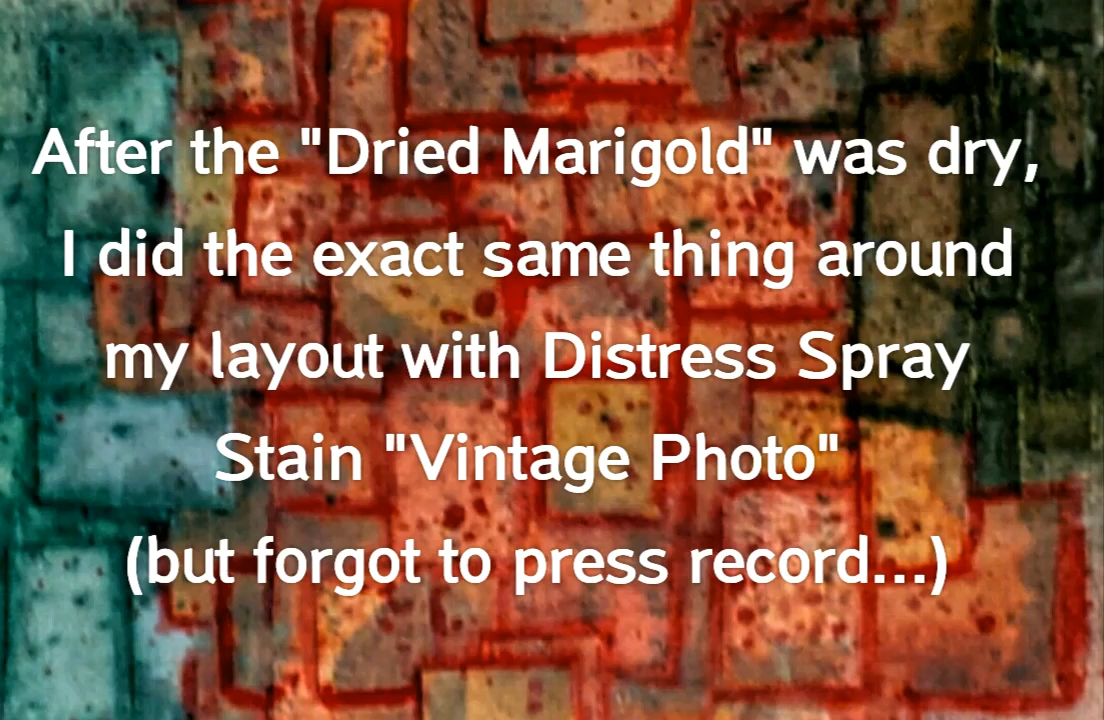 After the "Dried Marigold" was dry,
I did the exact same thing around
my layout with Distress Spray
Stain "Vintage Photo"
(but forgot to press record...)